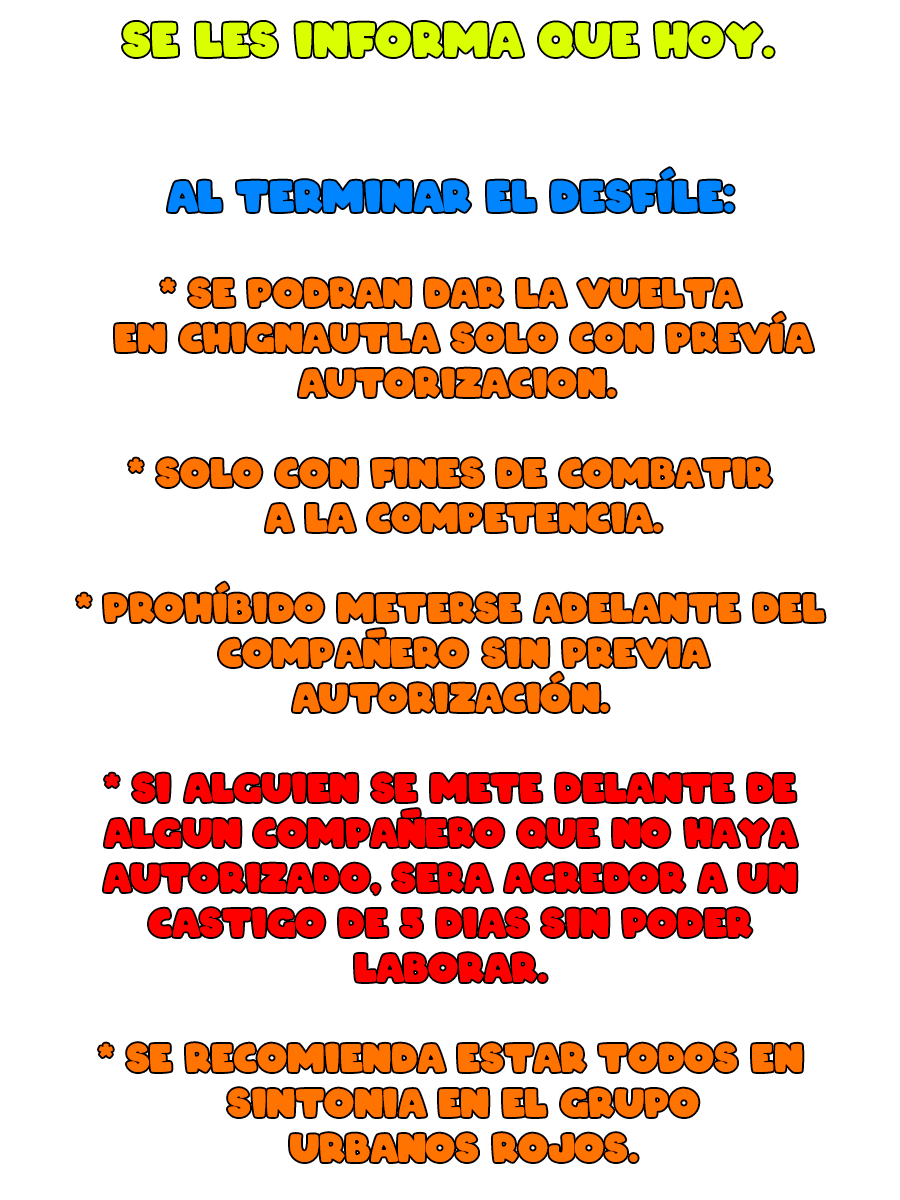 SE LES INFORMA QUE HOY.
AL TERMINAR EL DESFÍLE:
* SE PODRAN DAR LA VUELTA
EN CHIGNAUTLA SOLO CON PREVÍA
AUTORIZACION.
* SOLO CON FINES DE COMBATIR
A LA COMPETENCIA.
* PROHÍBIDO METERSE ADELANTE DEL
COMPAÑERO SIN PREVIA
AUTORIZACIÓN.
* SI ALGUIEN SE METE DELANTE DE
ALGUN COMPAÑERO QUE NO HAYA
AUTORIZADO, SERA ACREDOR A UN
CASTIGO DE 5 DIAS SIN PODER
LABORAR.
* SE RECOMIENDA ESTAR TODOS EN
SINTONIA EN EL GRUPO
URBANOS ROJOS.